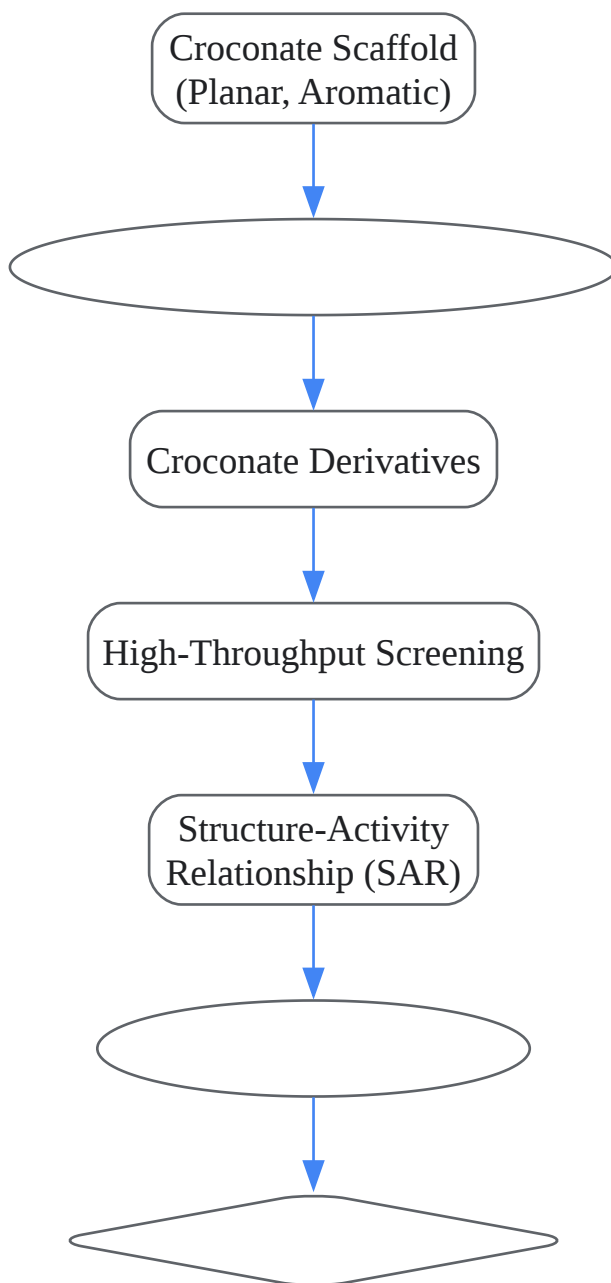 Croconate Scaffold
(Planar, Aromatic)
Croconate Derivatives
High-Throughput Screening
Structure-Activity
Relationship (SAR)